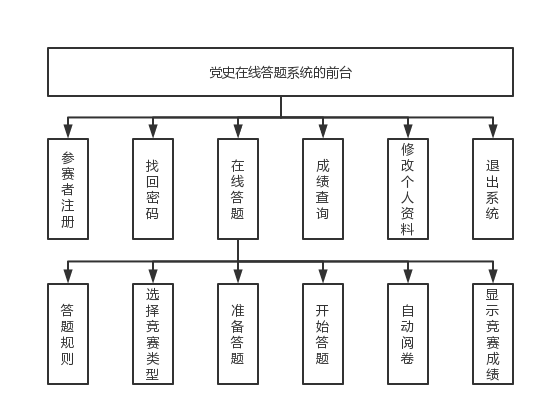 党史在线答题系统的前台
参赛者注册
找回密码
在线答题
成绩查询
修改个人资料
退出系统
答题规则
选择竞赛类型
准备答题
开始答题
自动阅卷
显示竞赛成绩